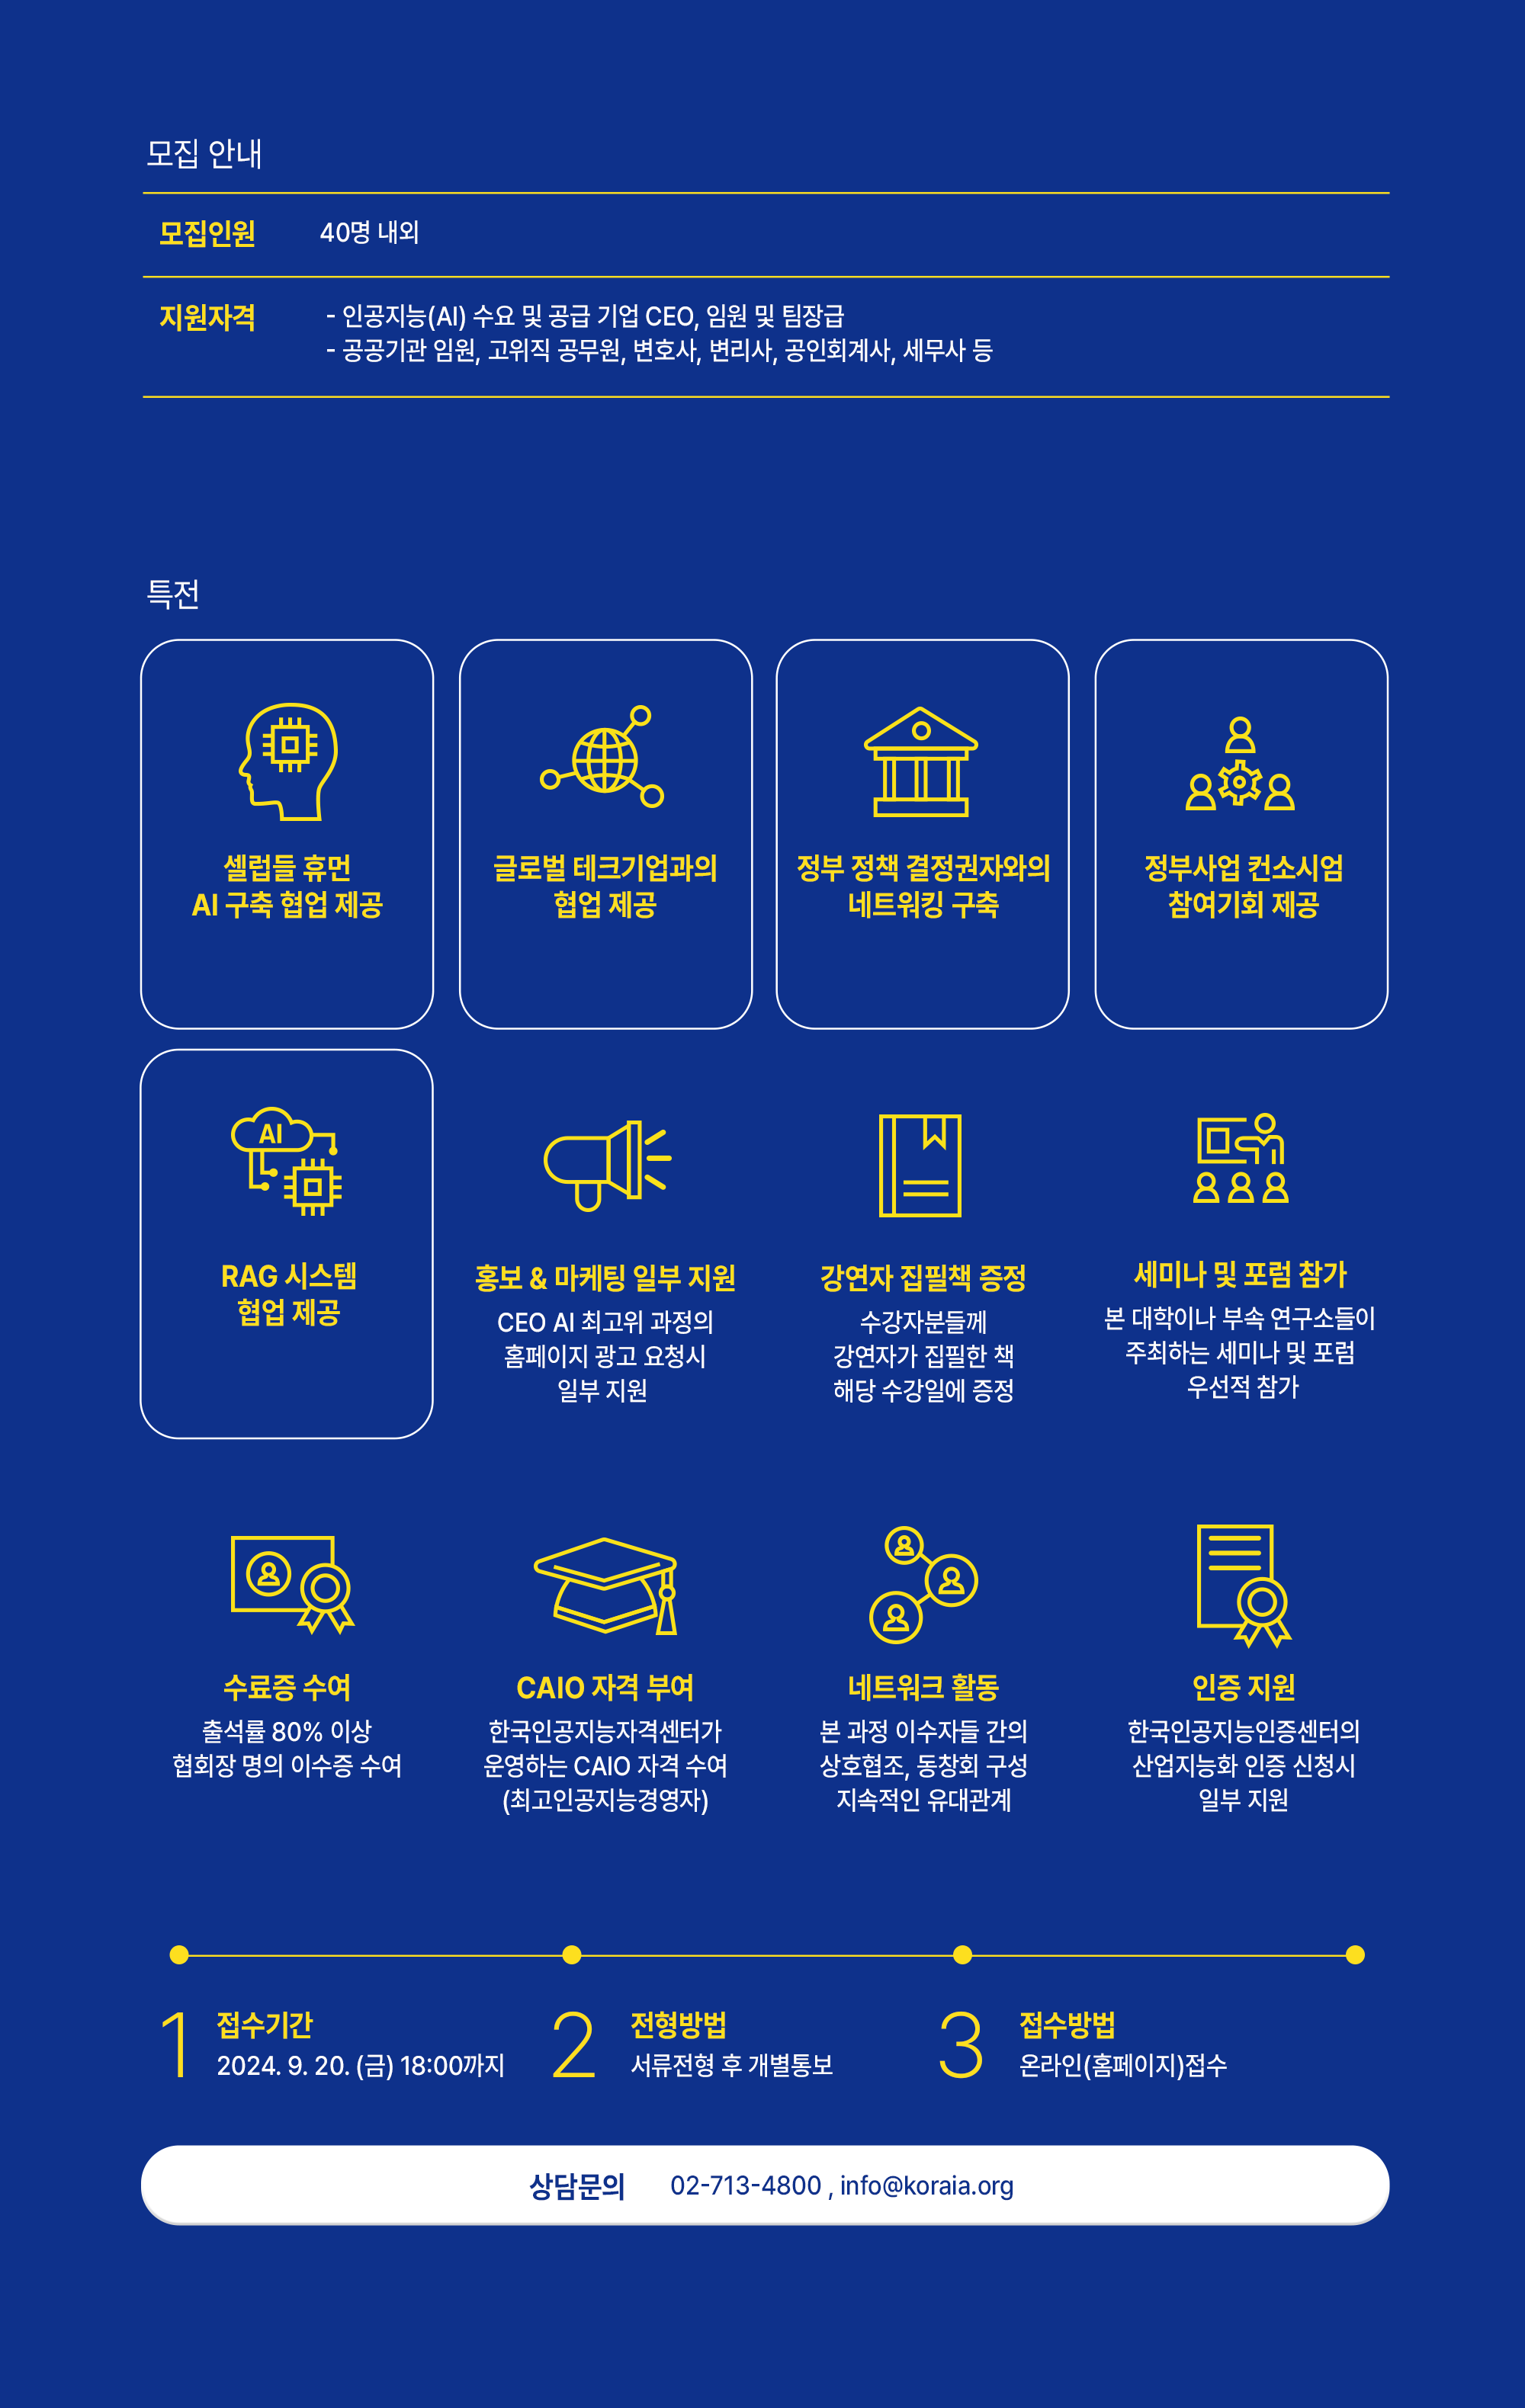 모집 안내
모집인원 40명 내외
지원자격 - 인공지능(AI) 수요 및 공급 기업 CEO, 임원 및 팀장급
- 공공기관 임원, 고위직 공무원, 변호사, 변리사, 공인회계사, 세무사 등
특전
셀럽들 휴먼
AI 구축 협업 제공
글로벌 테크기업과의
협업 제공
정부 정책 결정권자와의
네트워킹 구축
정부사업 컨소시엄
참여기회 제공
AI
RAG 시스템
협업 제공
홍보 & 마케팅 일부 지원
CEO AI 최고위 과정의
홈페이지 광고 요청시
일부 지원
강연자 집필책 증정
수강자분들께
강연자가 집필한 책
해당 수강일에 증정
세미나 및 포럼 참가
본 대학이나 부속 연구소들이
주최하는 세미나 및 포럼
우선적 참가
수료증 수여
출석률 80% 이상
협회장 명의 이수증 수여
CAIO 자격 부여
한국인공지능자격센터가
운영하는 CAIO 자격 수여
(최고인공지능경영자)
네트워크 활동
본 과정 이수자들 간의
상호협조, 동창회 구성
지속적인 유대관계
인증 지원
한국인공지능인증센터의
산업지능화 인증 신청시
일부 지원
1 접수기간
2024. 9. 20. (금) 18:00까지
2 전형방법
서류전형 후 개별통보
3 접수방법
온라인(홈페이지)접수
상담문의 02-713-4800 , info@koraia.org